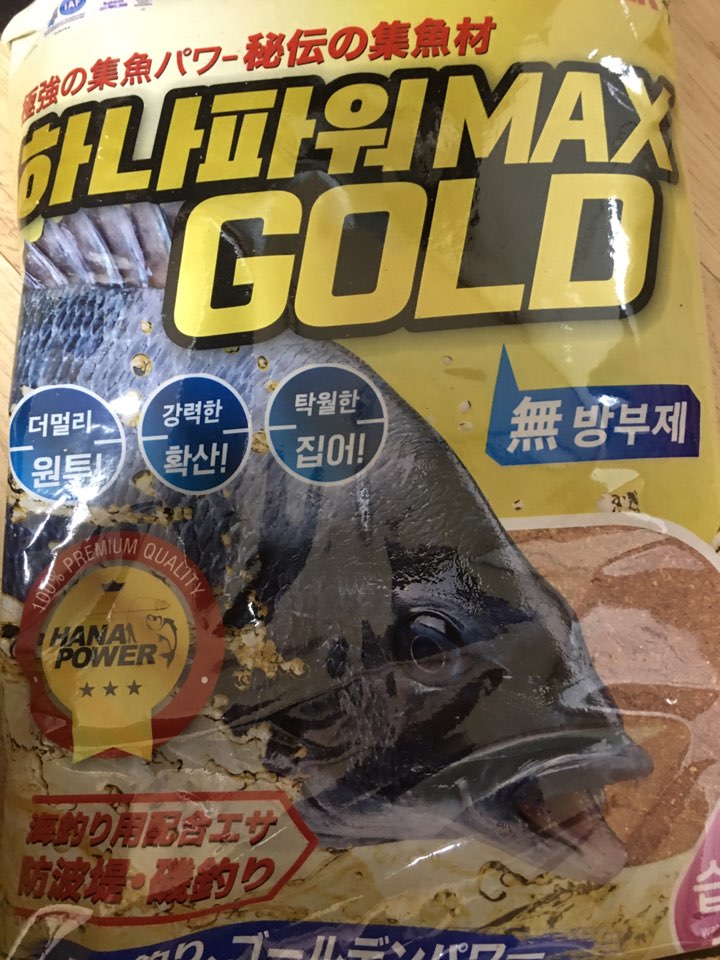 極強の集魚パワー秘伝の集魚材
하나파워MAX
GOLD
더멀리
원투!
강력한
확산!
탁월한
집어!
無 방부제
100% PREMIUM QUALITY
HANA
POWER
海釣り用配合エサ
防波堤・磯釣り
釣り・ゴールデンパワー
습